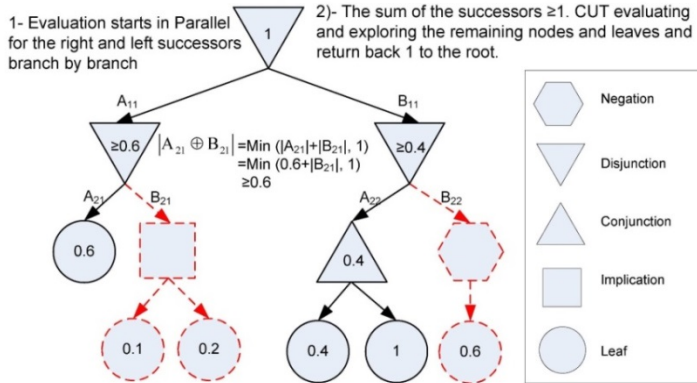 1- Evaluation starts in Parallel
for the right and left successors
branch by branch
2)- The sum of the successors ≥1. CUT evaluating
and exploring the remaining nodes and leaves and
return back 1 to the root.
1
A11
B11
≥0.6
|A21 ⊕ B21|=Min (|A21|+|B21|, 1)
=Min (0.6+|B21|, 1)
≥0.6
≥0.4
A21
B21
A22
B22
0.6
0.4
0.1
0.2
0.4
1
0.6
Negation
Disjunction
Conjunction
Implication
Leaf